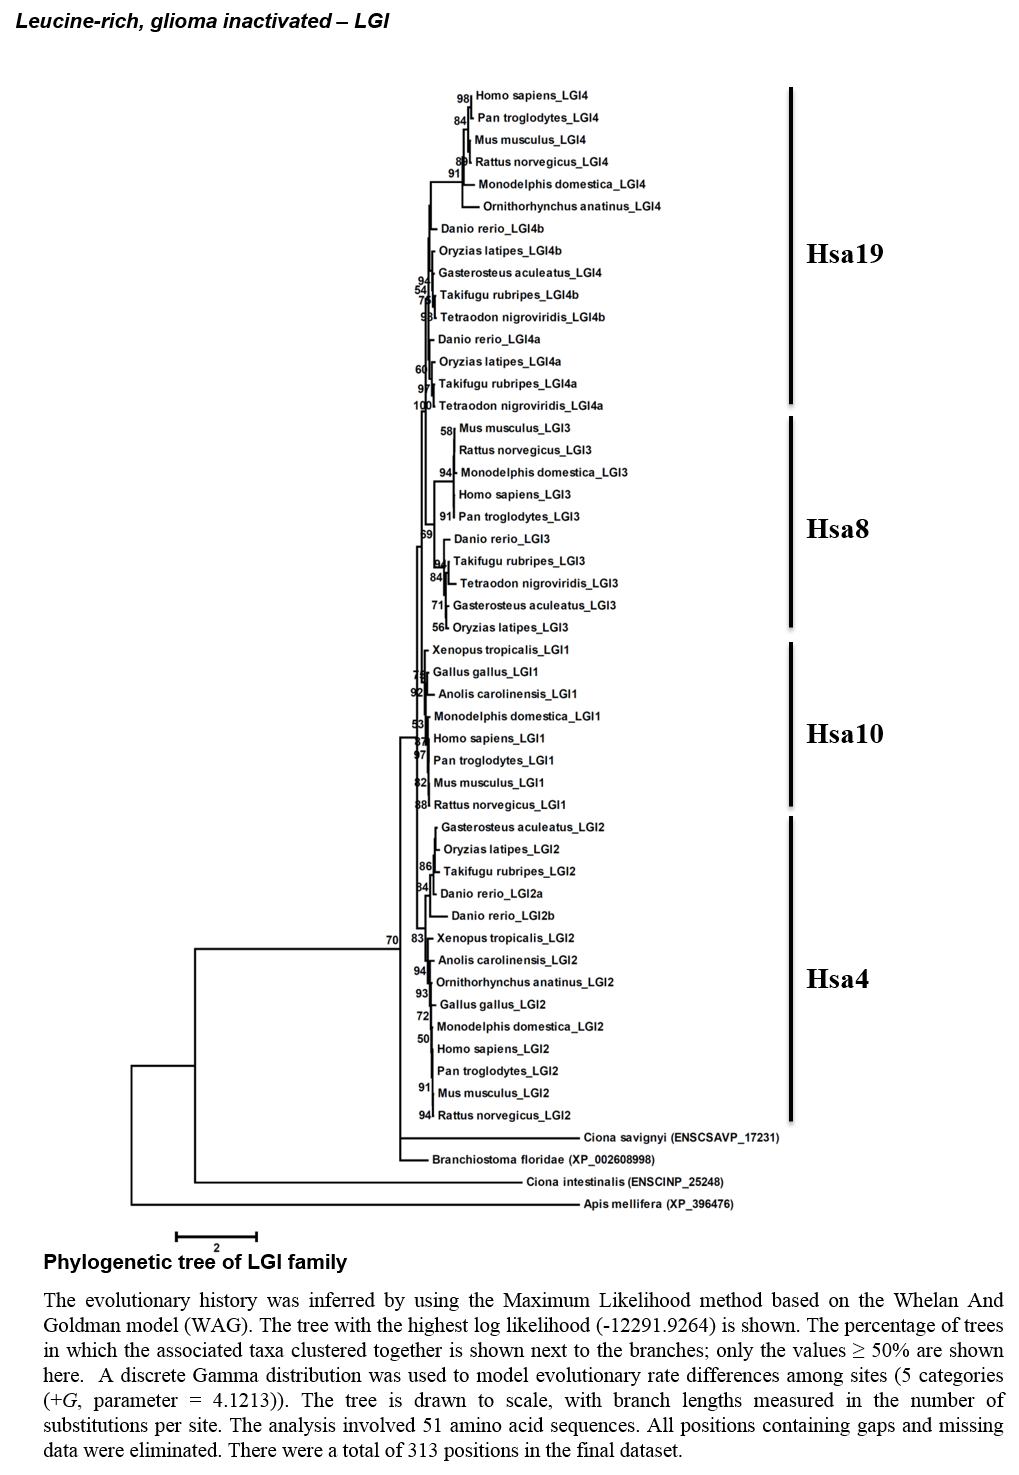 Leucine-rich, glioma inactivated – LGI
98
Homo sapiens_LGI4
84
Pan troglodytes_LGI4
Mus musculus_LGI4
89
Rattus norvegicus_LGI4
91
Monodelphis domestica_LGI4
Ornithorhynchus anatinus_LGI4
Danio rerio_LGI4b
Oryzias latipes_LGI4b
Hsa19
94
Gasterosteus aculeatus_LGI4
54
Takifugu rubripes_LGI4b
98
Tetraodon nigroviridis_LGI4b
Danio rerio_LGI4a
60
Oryzias latipes_LGI4a
97
Takifugu rubripes_LGI4a
100
Tetraodon nigroviridis_LGI4a
58
Mus musculus_LGI3
Rattus norvegicus_LGI3
94
Monodelphis domestica_LGI3
Homo sapiens_LGI3
91
Pan troglodytes_LGI3
Hsa8
69
Danio rerio_LGI3
94
Takifugu rubripes_LGI3
84
Tetraodon nigroviridis_LGI3
71
Gasterosteus aculeatus_LGI3
56
Oryzias latipes_LGI3
Xenopus tropicalis_LGI1
Gallus gallus_LGI1
92
Anolis carolinensis_LGI1
53
Monodelphis domestica_LGI1
Homo sapiens_LGI1
Hsa10
97
Pan troglodytes_LGI1
82
Mus musculus_LGI1
88
Rattus norvegicus_LGI1
Gasterosteus aculeatus_LGI2
Oryzias latipes_LGI2
86
Takifugu rubripes_LGI2
Danio rerio_LGI2a
Danio rerio_LGI2b
70
83
Xenopus tropicalis_LGI2
Anolis carolinensis_LGI2
94
Ornithorhynchus anatinus_LGI2
Hsa4
93
Gallus gallus_LGI2
72
Monodelphis domestica_LGI2
50
Homo sapiens_LGI2
Pan troglodytes_LGI2
91
Mus musculus_LGI2
94
Rattus norvegicus_LGI2
Ciona savignyi (ENSCSAVP_17231)
Branchiostoma floridae (XP_002608998)
Ciona intestinalis (ENSCINP_25248)
Apis mellifera (XP_396476)
2
Phylogenetic tree of LGI family
The evolutionary history was inferred by using the Maximum Likelihood method based on the Whelan And
Goldman model (WAG). The tree with the highest log likelihood (-12291.9264) is shown. The percentage of trees
in which the associated taxa clustered together is shown next to the branches; only the values ≥ 50% are shown
here. A discrete Gamma distribution was used to model evolutionary rate differences among sites (5 categories
(+G, parameter = 4.1213)). The tree is drawn to scale, with branch lengths measured in the number of
substitutions per site. The analysis involved 51 amino acid sequences. All positions containing gaps and missing
data were eliminated. There were a total of 313 positions in the final dataset.